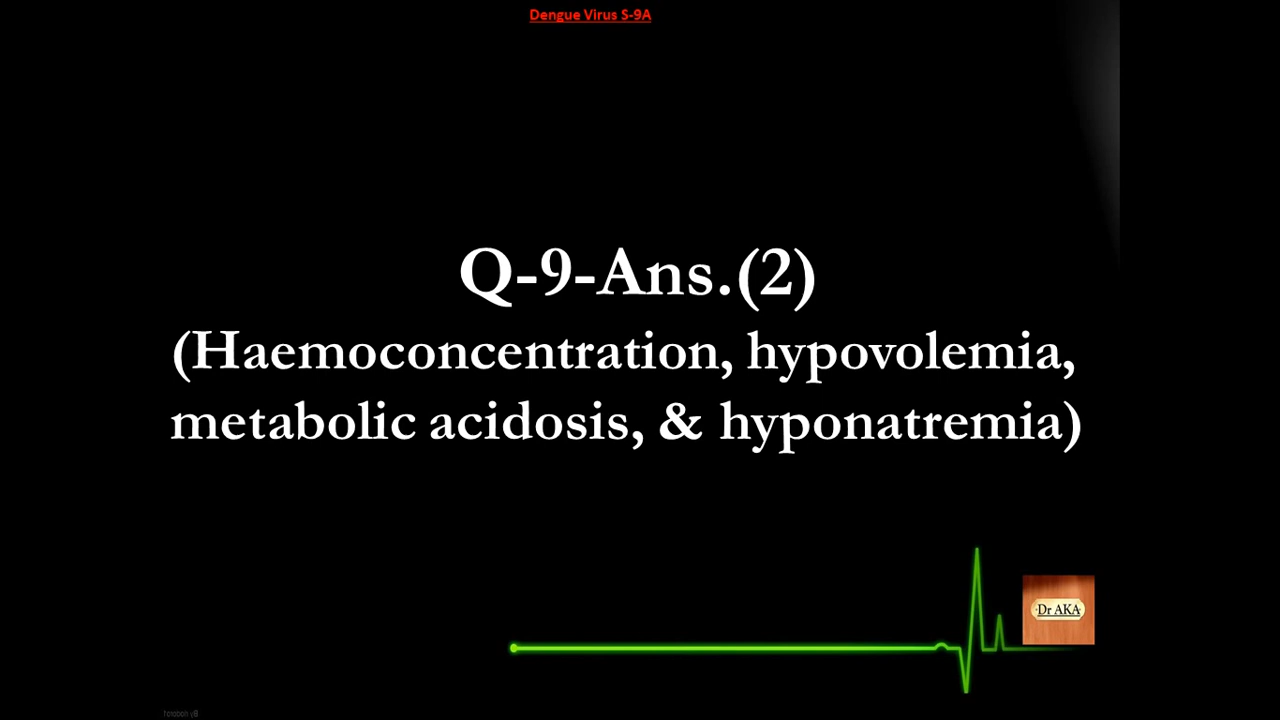 Dengue Virus S-9A
Q-9-Ans.(2)
(Haemoconcentration, hypovolemia,
metabolic acidosis, & hyponatremia)
Dr AKA